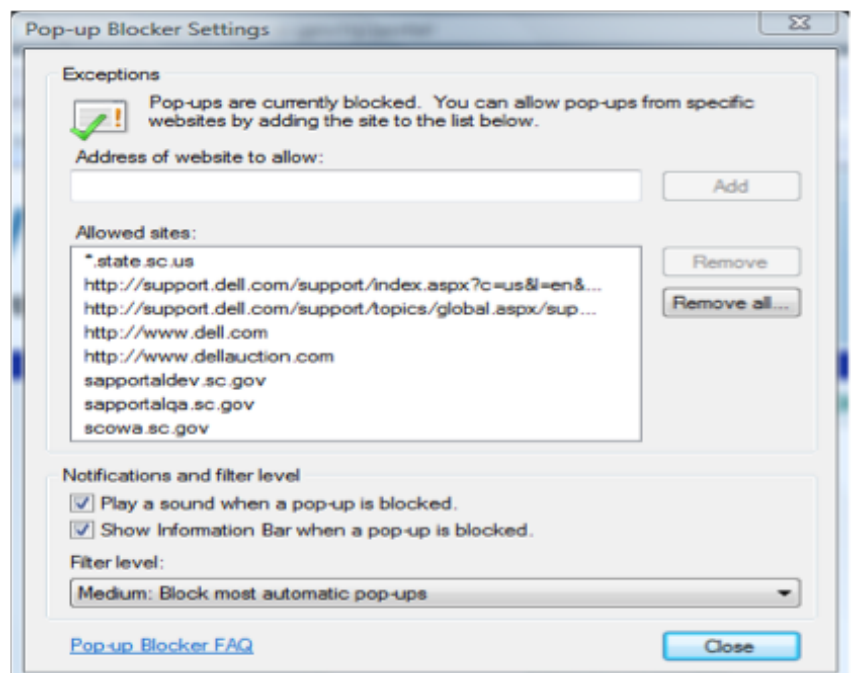 Pop-up Blocker Settings
Exceptions
Pop-ups are currently blocked. You can allow pop-ups from specific
websites by adding the site to the list below.
Address of website to allow:
Add
Allowed sites:
*.state.sc.us
Remove
http://support.dell.com/support/index.aspx?c=us&l=en&...
http://support.dell.com/support/topics/global.aspx/sup...
Remove all...
http://www.dell.com
http://www.dellauction.com
sapportaldev.sc.gov
sapportalqa.sc.gov
scowa.sc.gov
Notifications and filter level
Play a sound when a pop-up is blocked.
Show Information Bar when a pop-up is blocked.
Filter level:
Medium: Block most automatic pop-ups
Pop-up Blocker FAQ
Close